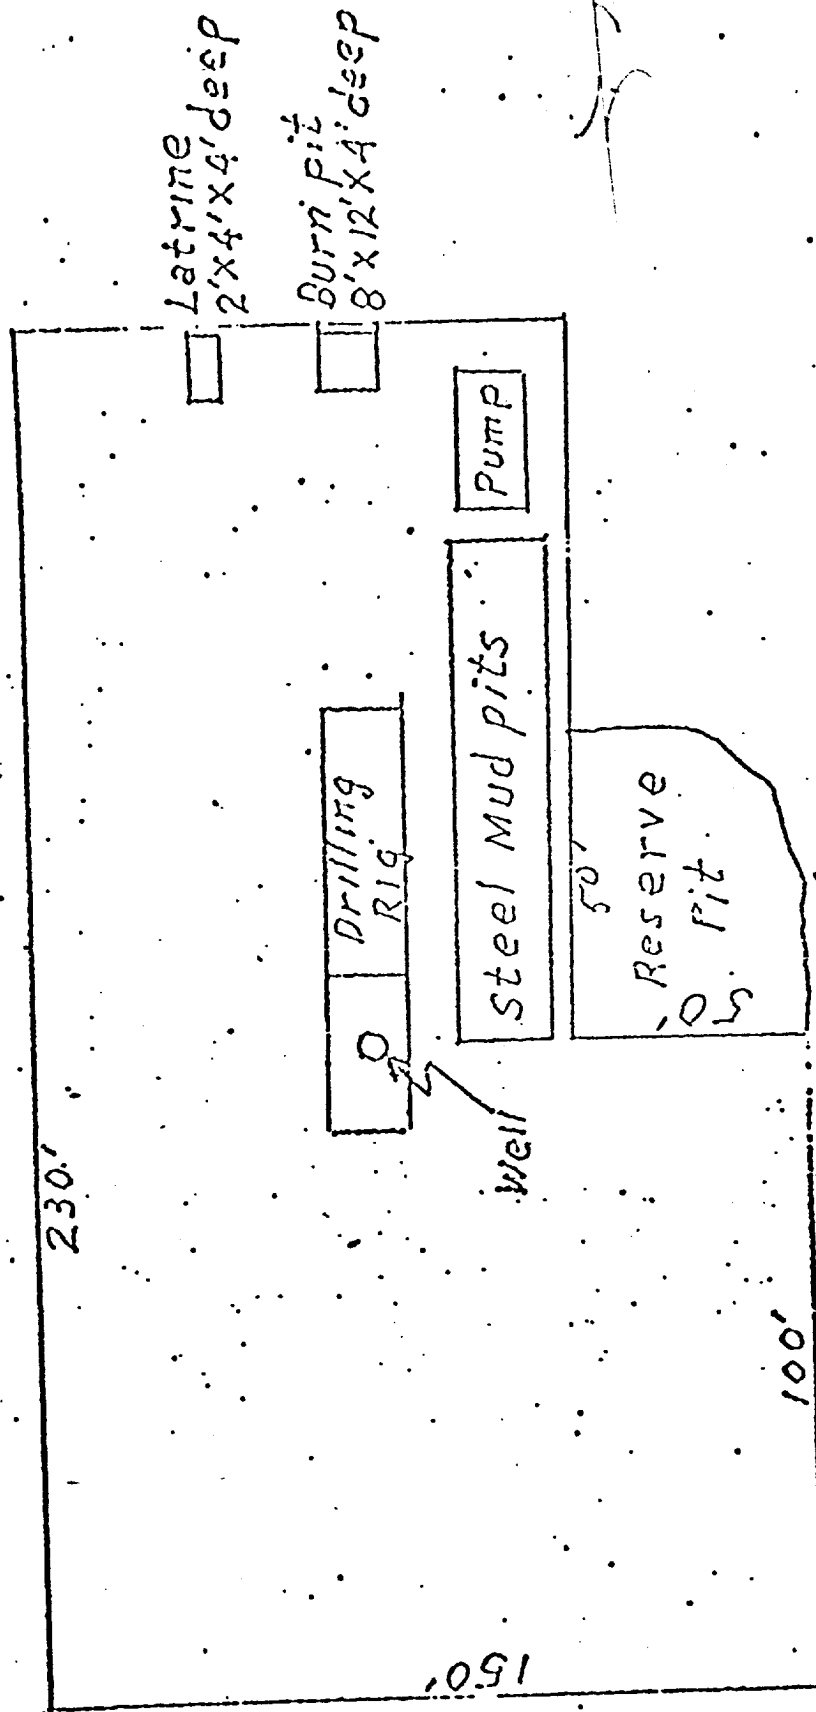 Latrine
2'X4'X4'deep
Burn pit
8'X12'X4'deep
230'
Drilling
Rig
Pump
Steel Mud pits
Well
50'
Reserve
Pit
50'
150'
100'